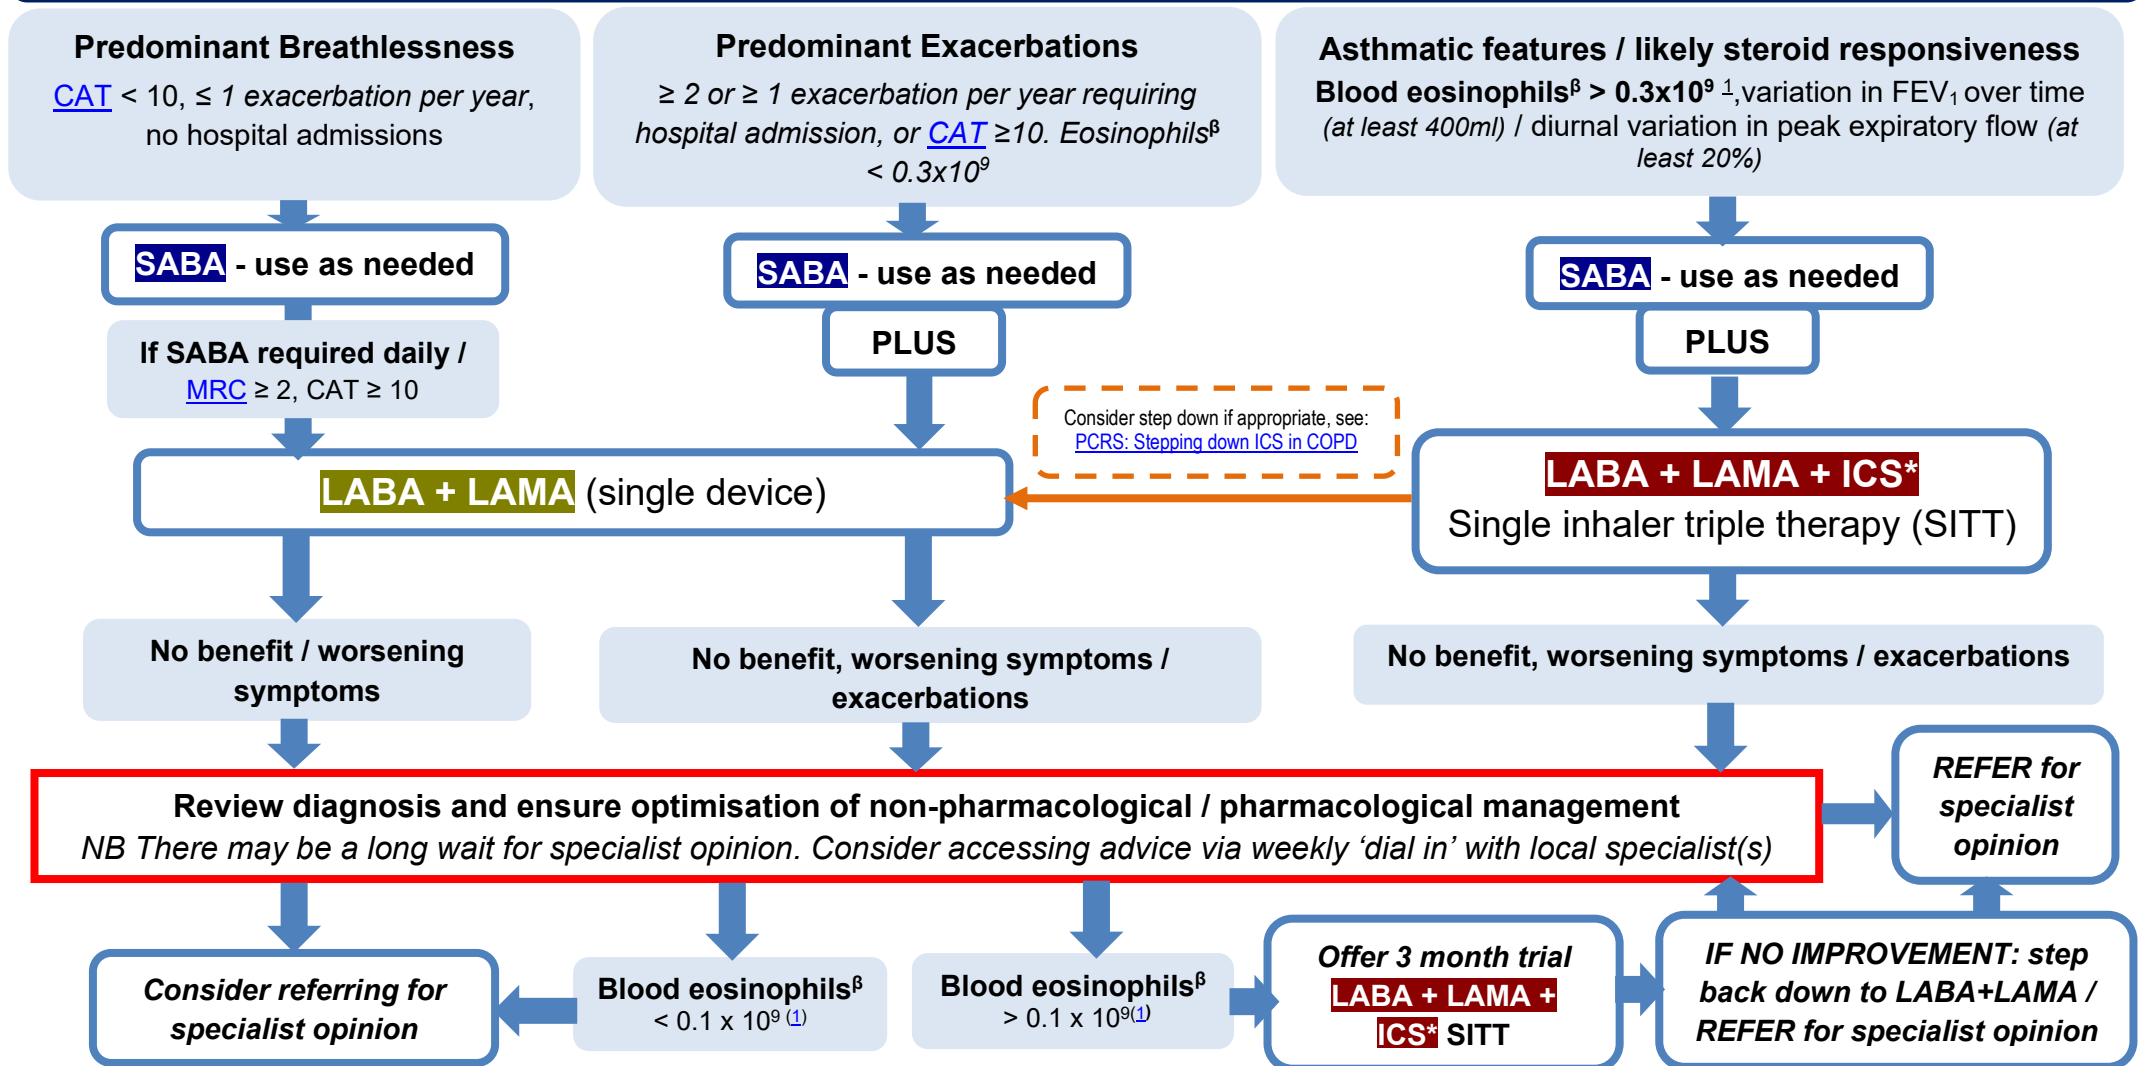 Predominant Breathlessness
CAT < 10, ≤ 1 exacerbation per year,
no hospital admissions
Predominant Exacerbations
≥ 2 or ≥ 1 exacerbation per year requiring
hospital admission, or CAT ≥10. Eosinophilsᵝ
< 0.3x10⁹
Asthmatic features / likely steroid responsiveness
Blood eosinophilsᵝ > 0.3x10⁹ ¹,variation in FEV₁ over time
(at least 400ml) / diurnal variation in peak expiratory flow (at
least 20%)
SABA - use as needed
SABA - use as needed
SABA - use as needed
If SABA required daily /
MRC ≥ 2, CAT ≥ 10
PLUS
PLUS
Consider step down if appropriate, see:
PCRS: Stepping down ICS in COPD
LABA + LAMA (single device)
LABA + LAMA + ICS*
Single inhaler triple therapy (SITT)
No benefit / worsening
symptoms
No benefit, worsening symptoms /
exacerbations
No benefit, worsening symptoms / exacerbations
Review diagnosis and ensure optimisation of non-pharmacological / pharmacological management
NB There may be a long wait for specialist opinion. Consider accessing advice via weekly ‘dial in’ with local specialist(s)
REFER for
specialist
opinion
Consider referring for
specialist opinion
Blood eosinophilsᵝ
< 0.1 x 10⁹ ⁽¹⁾
Blood eosinophilsᵝ
> 0.1 x 10⁹⁽¹⁾
Offer 3 month trial
LABA + LAMA +
ICS* SITT
IF NO IMPROVEMENT: step
back down to LABA+LAMA /
REFER for specialist opinion